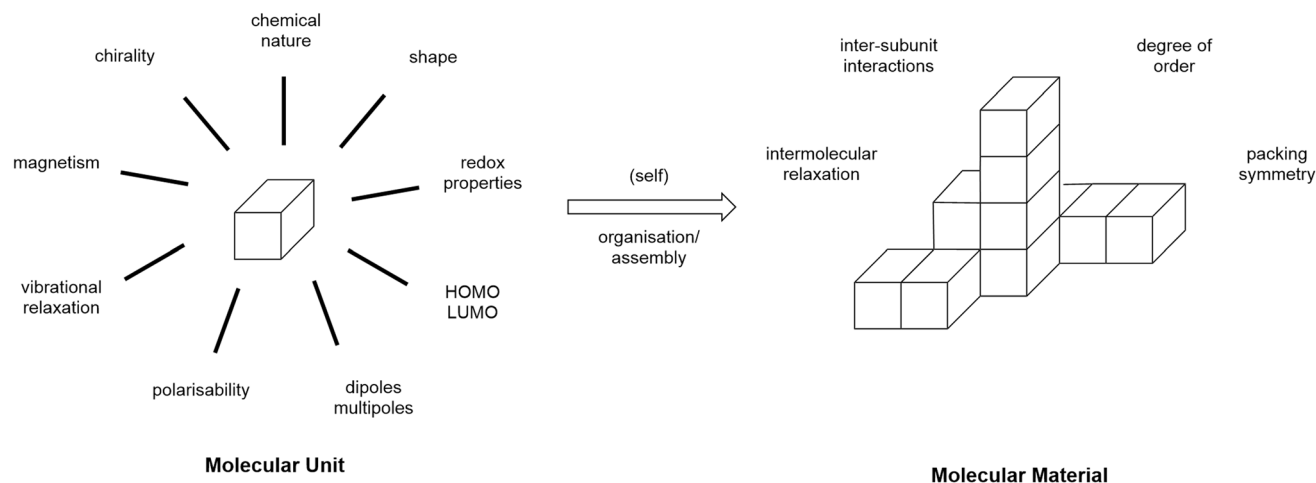 chemical
nature
chirality
shape
magnetism
redox
properties
vibrational
relaxation
HOMO
LUMO
polarisability
dipoles
multipoles
Molecular Unit
(self)
organisation/
assembly
inter-subunit
interactions
degree of
order
intermolecular
relaxation
packing
symmetry
Molecular Material